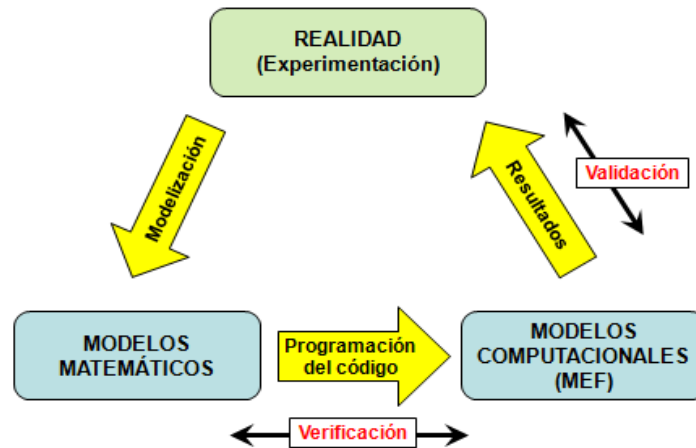 REALIDAD
(Experimentación)
Modelización
Resultados
Validación
MODELOS
MATEMÁTICOS
Programación
del código
MODELOS
COMPUTACIONALES
(MEF)
Verificación